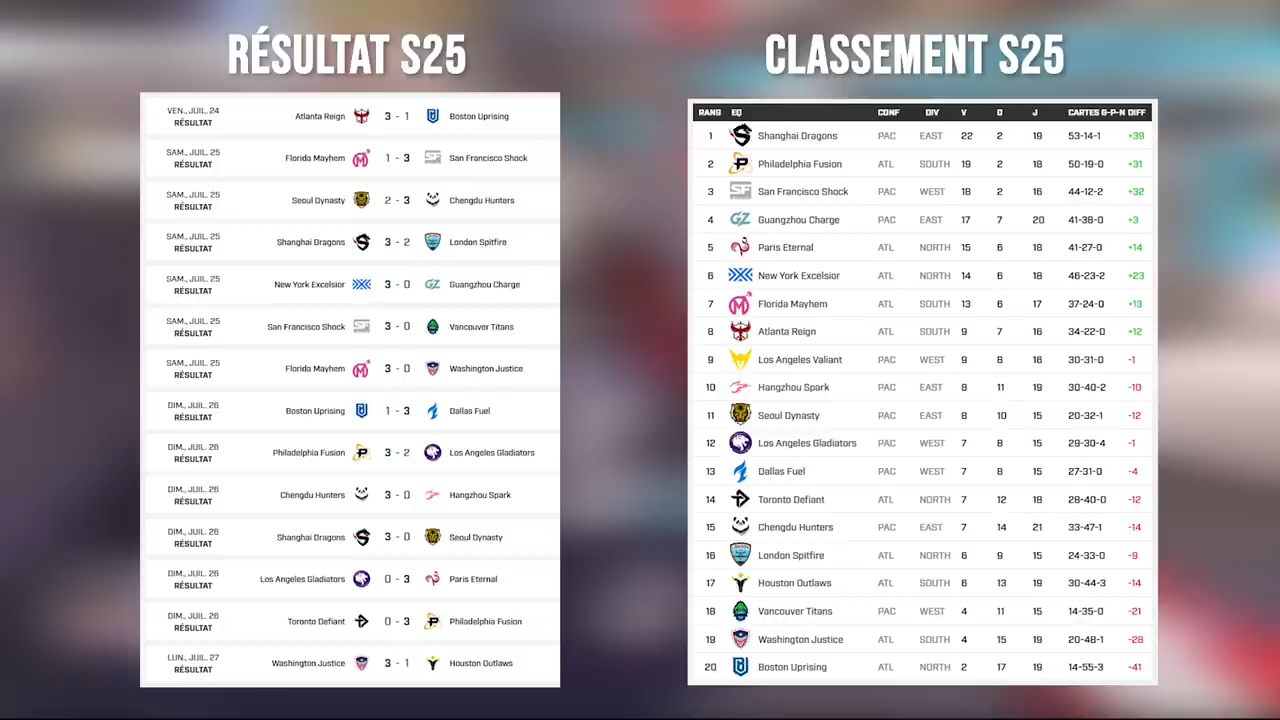 RÉSULTAT S25
VEN., JUIL. 24
RÉSULTAT
Atlanta Reign 3 - 1 Boston Uprising
SAM., JUIL. 25
RÉSULTAT
Florida Mayhem 1 - 3 San Francisco Shock
SAM., JUIL. 25
RÉSULTAT
Seoul Dynasty 2 - 3 Chengdu Hunters
SAM., JUIL. 25
RÉSULTAT
Shanghai Dragons 3 - 2 London Spitfire
SAM., JUIL. 25
RÉSULTAT
New York Excelsior 3 - 0 Guangzhou Charge
SAM., JUIL. 25
RÉSULTAT
San Francisco Shock 3 - 0 Vancouver Titans
SAM., JUIL. 25
RÉSULTAT
Florida Mayhem 3 - 0 Washington Justice
DIM., JUIL. 26
RÉSULTAT
Boston Uprising 1 - 3 Dallas Fuel
DIM., JUIL. 26
RÉSULTAT
Philadelphia Fusion 3 - 2 Los Angeles Gladiators
DIM., JUIL. 26
RÉSULTAT
Chengdu Hunters 3 - 0 Hangzhou Spark
DIM., JUIL. 26
RÉSULTAT
Shanghai Dragons 3 - 0 Seoul Dynasty
DIM., JUIL. 26
RÉSULTAT
Los Angeles Gladiators 0 - 3 Paris Eternal
DIM., JUIL. 26
RÉSULTAT
Toronto Defiant 0 - 3 Philadelphia Fusion
LUN., JUIL. 27
RÉSULTAT
Washington Justice 3 - 1 Houston Outlaws
CLASSEMENT S25
RANG EQ CONF DIV V D J CARTES G-P-N DIFF
1 Shanghai Dragons PAC EAST 22 2 19 53-14-1 +39
2 Philadelphia Fusion ATL SOUTH 19 2 18 50-19-0 +31
3 San Francisco Shock PAC WEST 18 2 16 44-12-2 +32
4 Guangzhou Charge PAC EAST 17 7 20 41-38-0 +3
5 Paris Eternal ATL NORTH 15 6 18 41-27-0 +14
6 New York Excelsior ATL NORTH 14 6 18 46-23-2 +23
7 Florida Mayhem ATL SOUTH 13 6 17 37-24-0 +13
8 Atlanta Reign ATL SOUTH 9 7 16 34-22-0 +12
9 Los Angeles Valiant PAC WEST 9 8 16 30-31-0 -1
10 Hangzhou Spark PAC EAST 8 11 19 30-40-2 -10
11 Seoul Dynasty PAC EAST 8 10 15 20-32-1 -12
12 Los Angeles Gladiators PAC WEST 7 8 15 29-30-4 -1
13 Dallas Fuel PAC WEST 7 8 15 27-31-0 -4
14 Toronto Defiant ATL NORTH 7 12 18 28-40-0 -12
15 Chengdu Hunters PAC EAST 7 14 21 33-47-1 -14
16 London Spitfire ATL NORTH 6 9 15 24-33-0 -9
17 Houston Outlaws ATL SOUTH 6 13 19 30-44-3 -14
18 Vancouver Titans PAC WEST 4 11 15 14-35-0 -21
19 Washington Justice ATL SOUTH 4 15 19 20-48-1 -28
20 Boston Uprising ATL NORTH 2 17 19 14-55-3 -41